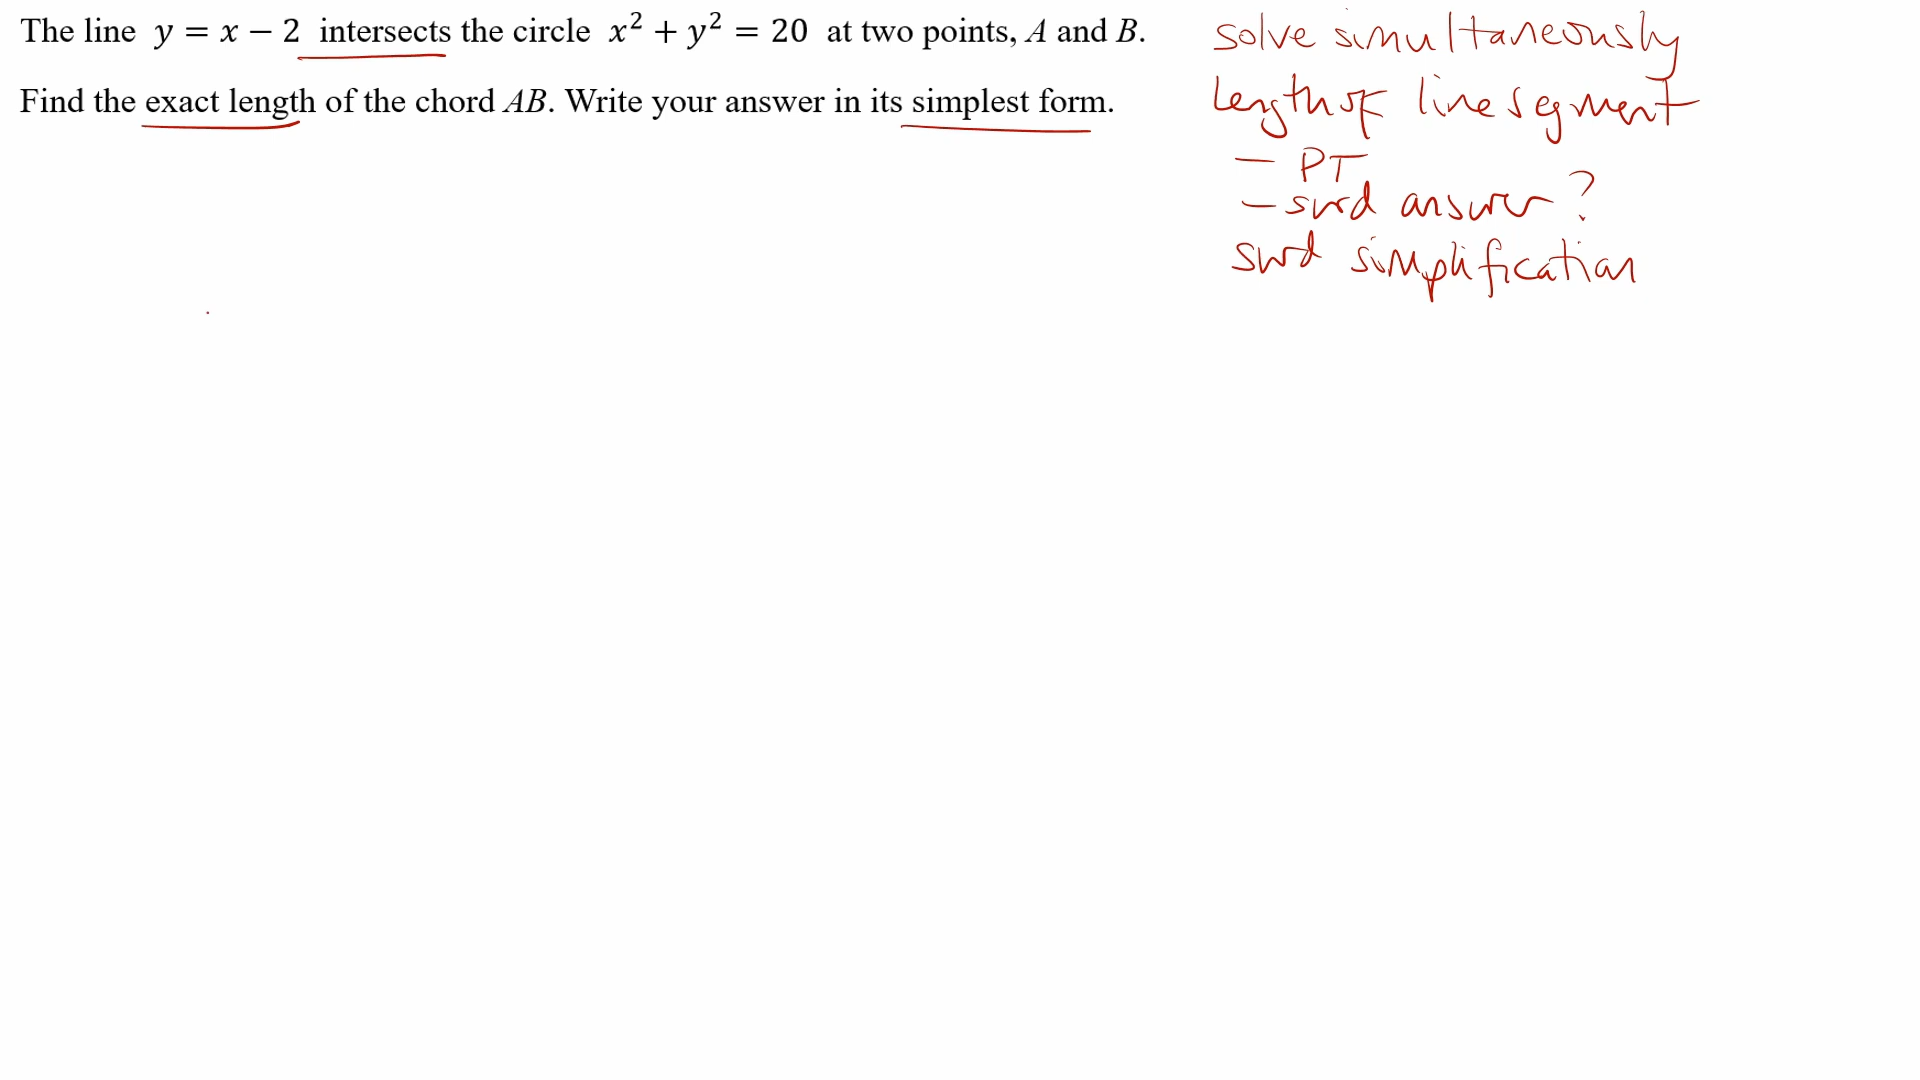 The line y = x − 2 intersects the circle x² + y² = 20 at two points, A and B.
Find the exact length of the chord AB. Write your answer in its simplest form.
solve simultaneously
length of line segment
— PT
— surd answer?
surd simplification